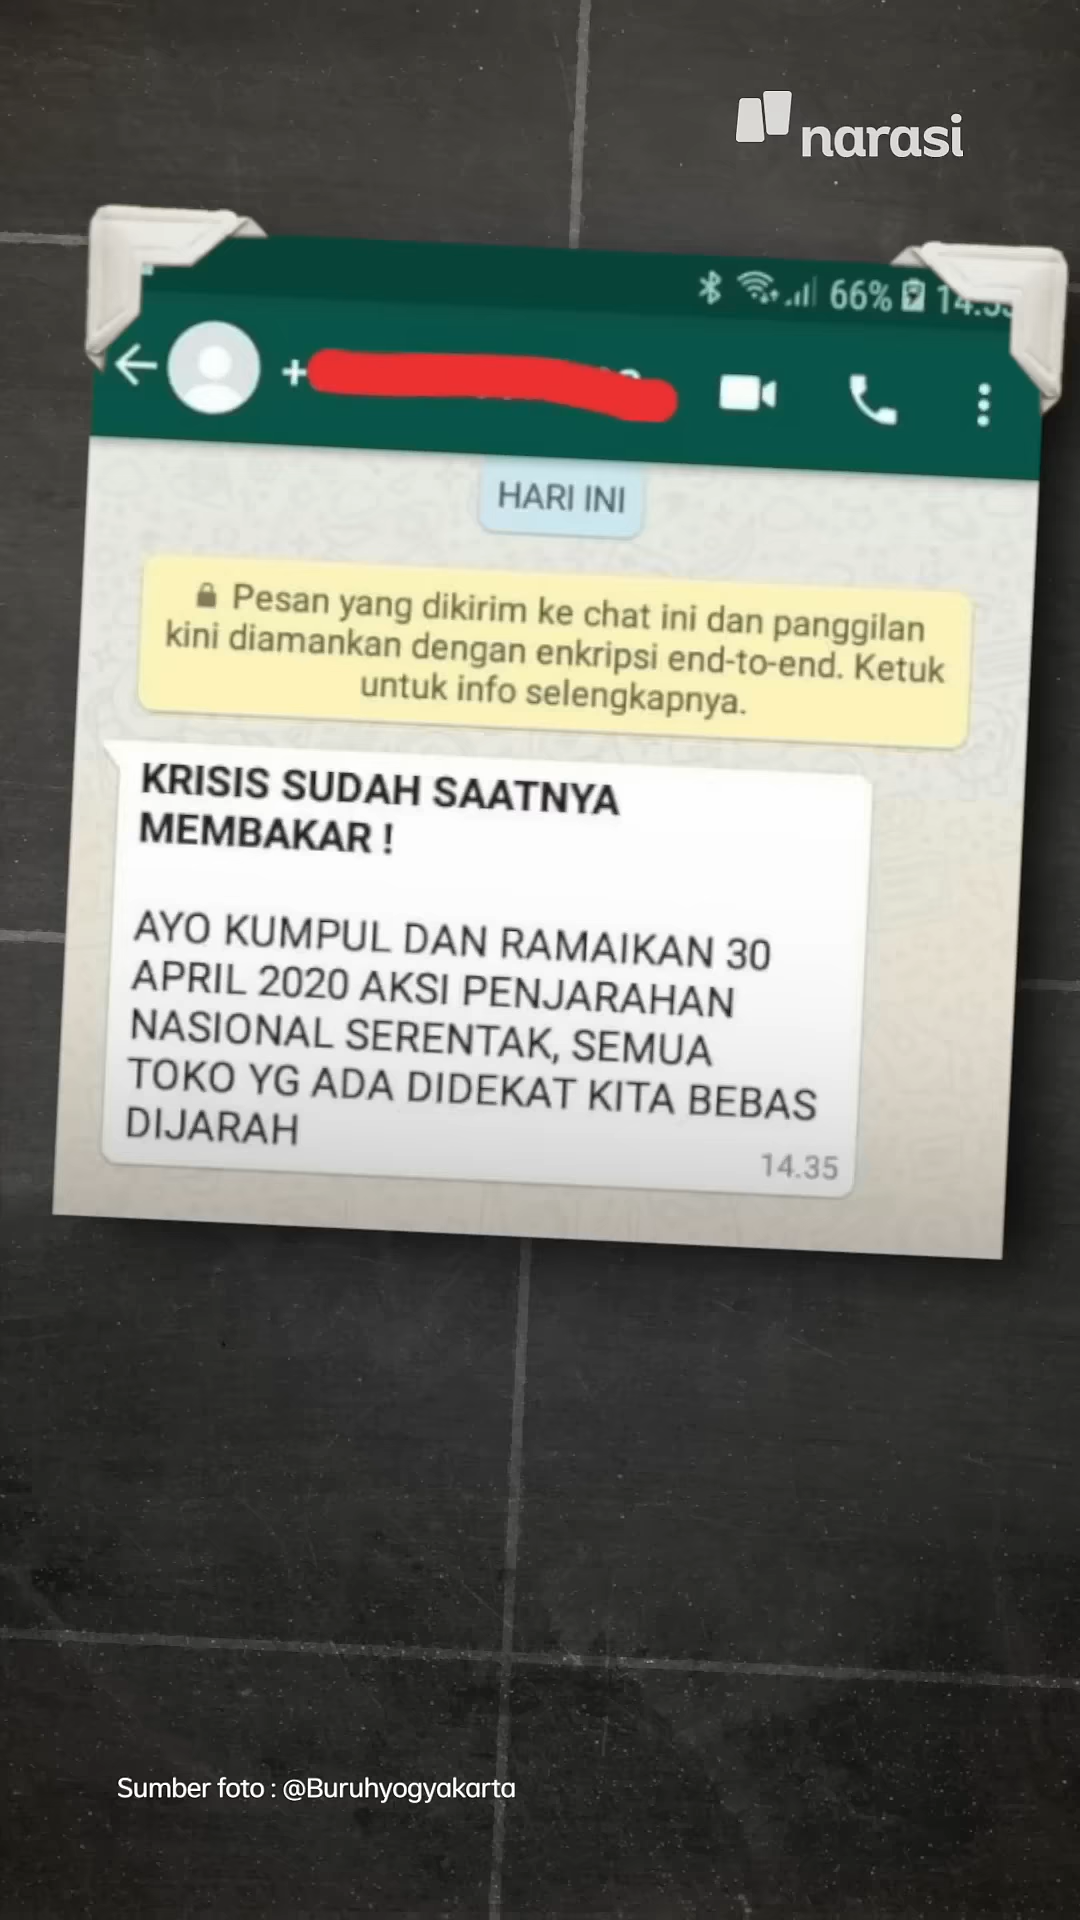 narasi
66%
+
HARI INI
Pesan yang dikirim ke chat ini dan panggilan
kini diamankan dengan enkripsi end-to-end. Ketuk
untuk info selengkapnya.
KRISIS SUDAH SAATNYA
MEMBAKAR !
AYO KUMPUL DAN RAMAIKAN 30
APRIL 2020 AKSI PENJARAHAN
NASIONAL SERENTAK, SEMUA
TOKO YG ADA DIDEKAT KITA BEBAS
DIJARAH
14.35
Sumber foto : @Buruhyogyakarta